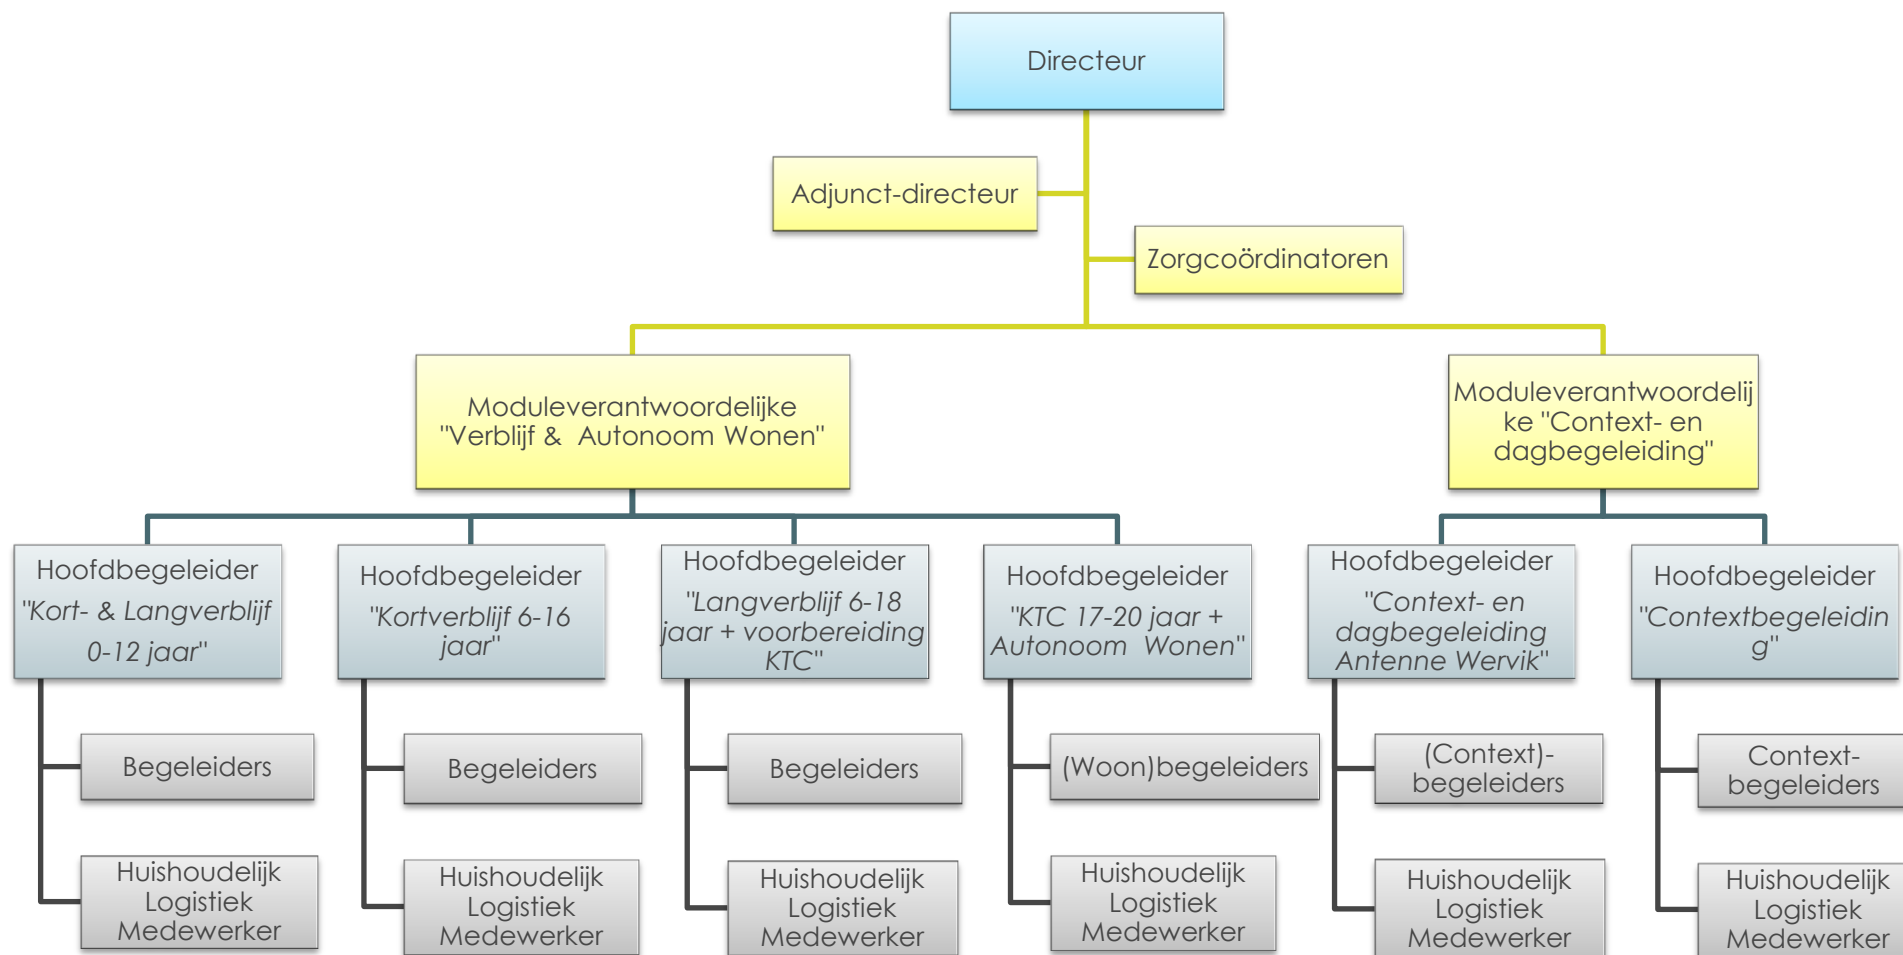 Directeur
Adjunct-directeur
Zorgcoördinatoren
Moduleverantwoordelijke
"Verblijf & Autonoom Wonen"
Moduleverantwoordelij
ke "Context- en
dagbegeleiding"
Hoofdbegeleider
"Kort- & Langverblijf
0-12 jaar"
Hoofdbegeleider
"Kortverblijf 6-16
jaar"
Hoofdbegeleider
"Langverblijf 6-18
jaar + voorbereiding
KTC"
Hoofdbegeleider
"KTC 17-20 jaar +
Autonoom Wonen"
Hoofdbegeleider
"Context- en
dagbegeleiding
Antenne Wervik"
Hoofdbegeleider
"Contextbegeleidin
g"
Begeleiders
Begeleiders
Begeleiders
(Woon)begeleiders
(Context)-
begeleiders
Context-
begeleiders
Huishoudelijk
Logistiek
Medewerker
Huishoudelijk
Logistiek
Medewerker
Huishoudelijk
Logistiek
Medewerker
Huishoudelijk
Logistiek
Medewerker
Huishoudelijk
Logistiek
Medewerker
Huishoudelijk
Logistiek
Medewerker